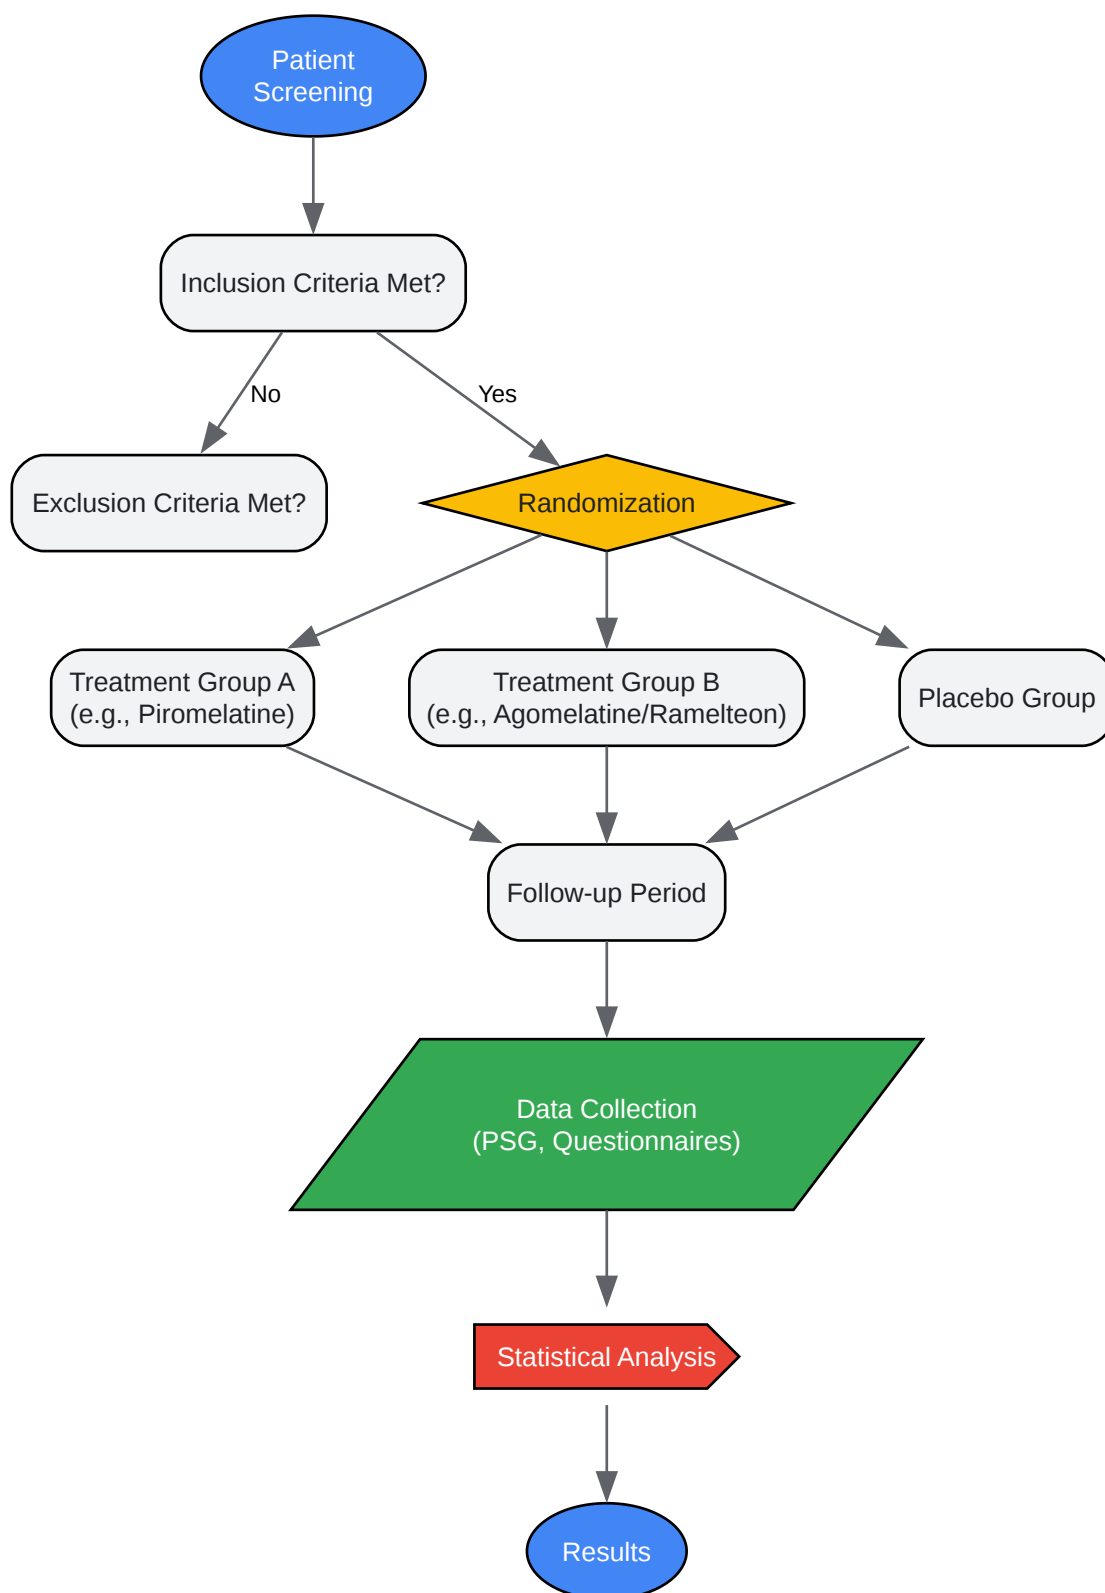 Patient
Screening
Inclusion Criteria Met?
No
Yes
Exclusion Criteria Met?
Randomization
Treatment Group A
(e.g., Piromelatine)
Treatment Group B
(e.g., Agomelatine/Ramelteon)
Placebo Group
Follow-up Period
Data Collection
(PSG, Questionnaires)
Statistical Analysis
Results